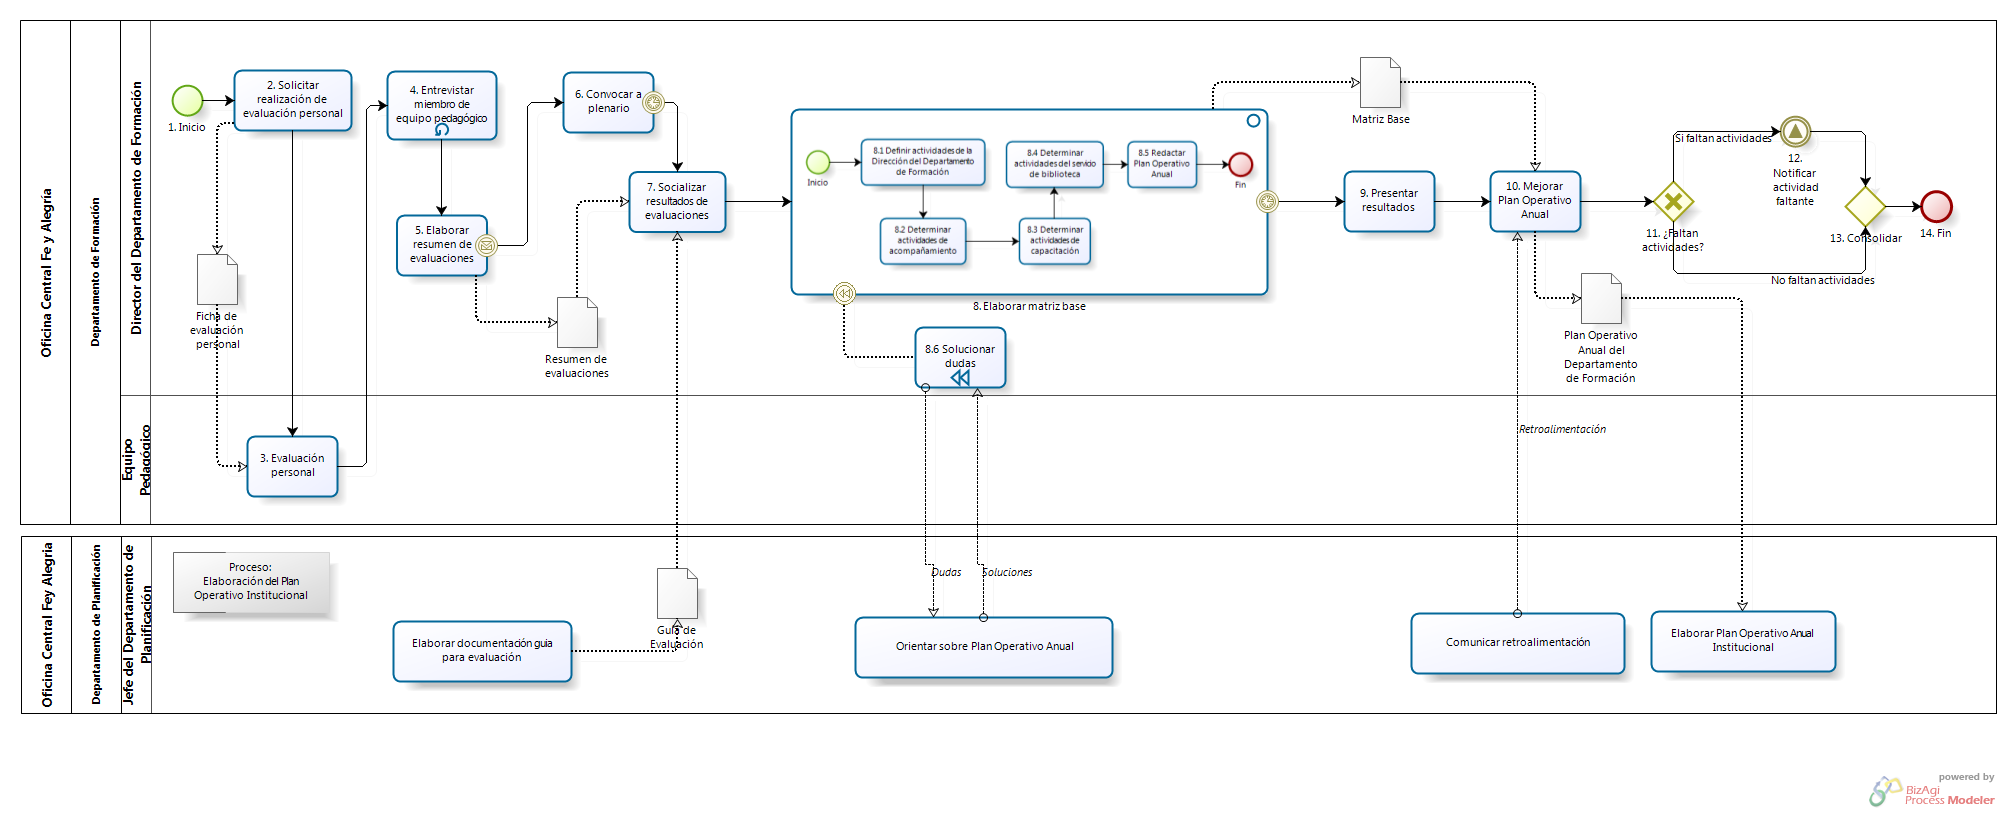 Oficina Central Fe y Alegría
Departamento de Formación
Director del Departamento de Formación
1. Inicio
2. Solicitar
realización de
evaluación personal
Ficha de
evaluación
personal
4. Entrevistar
miembro de
equipo pedagógico
5. Elaborar
resumen de
evaluaciones
Resumen de
evaluaciones
6. Convocar a
plenario
7. Socializar
resultados de
evaluaciones
Inicio
8.1 Definir actividades de la
Dirección del Departamento
de Formación
8.2 Determinar
actividades de
acompañamiento
8.3 Determinar
actividades de
capacitación
8.4 Determinar
actividades del servicio
de biblioteca
8.5 Redactar
Plan Operativo
Anual
Fin
8. Elaborar matriz base
8.6 Solucionar
dudas
Matriz Base
9. Presentar
resultados
10. Mejorar
Plan Operativo
Anual
Plan Operativo
Anual del
Departamento
de Formación
11. ¿Faltan
actividades?
Si faltan actividades
No faltan actividades
12.
Notificar
actividad
faltante
13. Consolidar
14. Fin
Equipo
Pedagógico
3. Evaluación
personal
Retroalimentación
Oficina Central Fey Alegria
Departamento de Planificación
Jefe del Departamento de
Planificación
Proceso:
Elaboración del Plan
Operativo Institucional
Elaborar documentación guia
para evaluación
Guía de
Evaluación
Dudas
Soluciones
Orientar sobre Plan Operativo Anual
Comunicar retroalimentación
Elaborar Plan Operativo Anual
Institucional
powered by
BizAgi
Process Modeler